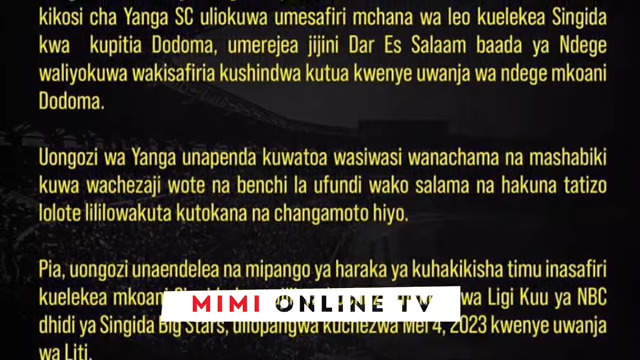 kikosi cha Yanga SC uliokuwa umesafiri mchana wa leo kuelekea Singida
kwa kupitia Dodoma, umerejea jijini Dar Es Salaam baada ya Ndege
waliyokuwa wakisafiria kushindwa kutua kwenye uwanja wa ndege mkoani
Dodoma.
Uongozi wa Yanga unapenda kuwatoa wasiwasi wanachama na mashabiki
kuwa wachezaji wote na benchi la ufundi wako salama na hakuna tatizo
lolote lililowakuta kutokana na changamoto hiyo.
Pia, uongozi unaendelea na mipango ya haraka ya kuhakikisha timu inasafiri
kuelekea mkoani wa Ligi Kuu ya NBC
MIMI ONLINE TV
dhidi ya Singida Big Stars, uliopangwa kuchezwa Mei 4, 2023 kwenye uwanja
wa Liti.